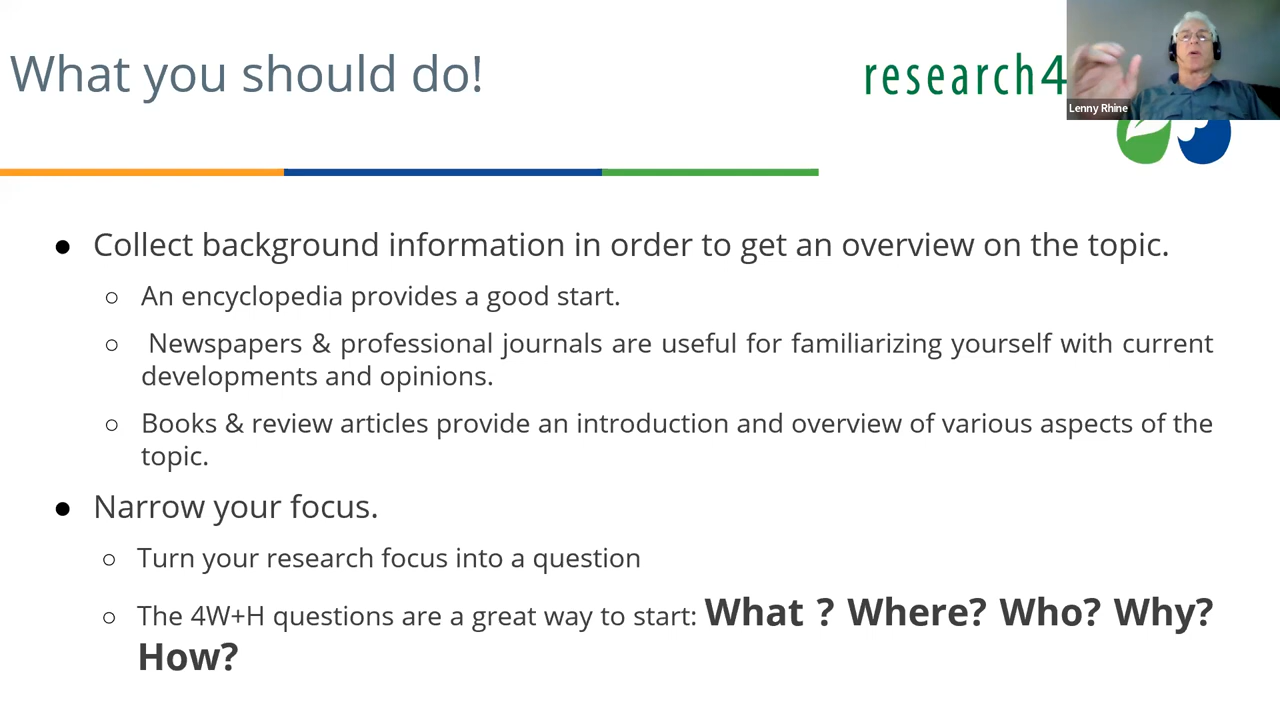 What you should do!
research4
Lenny Rhine
● Collect background information in order to get an overview on the topic.
○ An encyclopedia provides a good start.
○ Newspapers & professional journals are useful for familiarizing yourself with current
developments and opinions.
○ Books & review articles provide an introduction and overview of various aspects of the
topic.
● Narrow your focus.
○ Turn your research focus into a question
○ The 4W+H questions are a great way to start: What ? Where? Who? Why?
How?